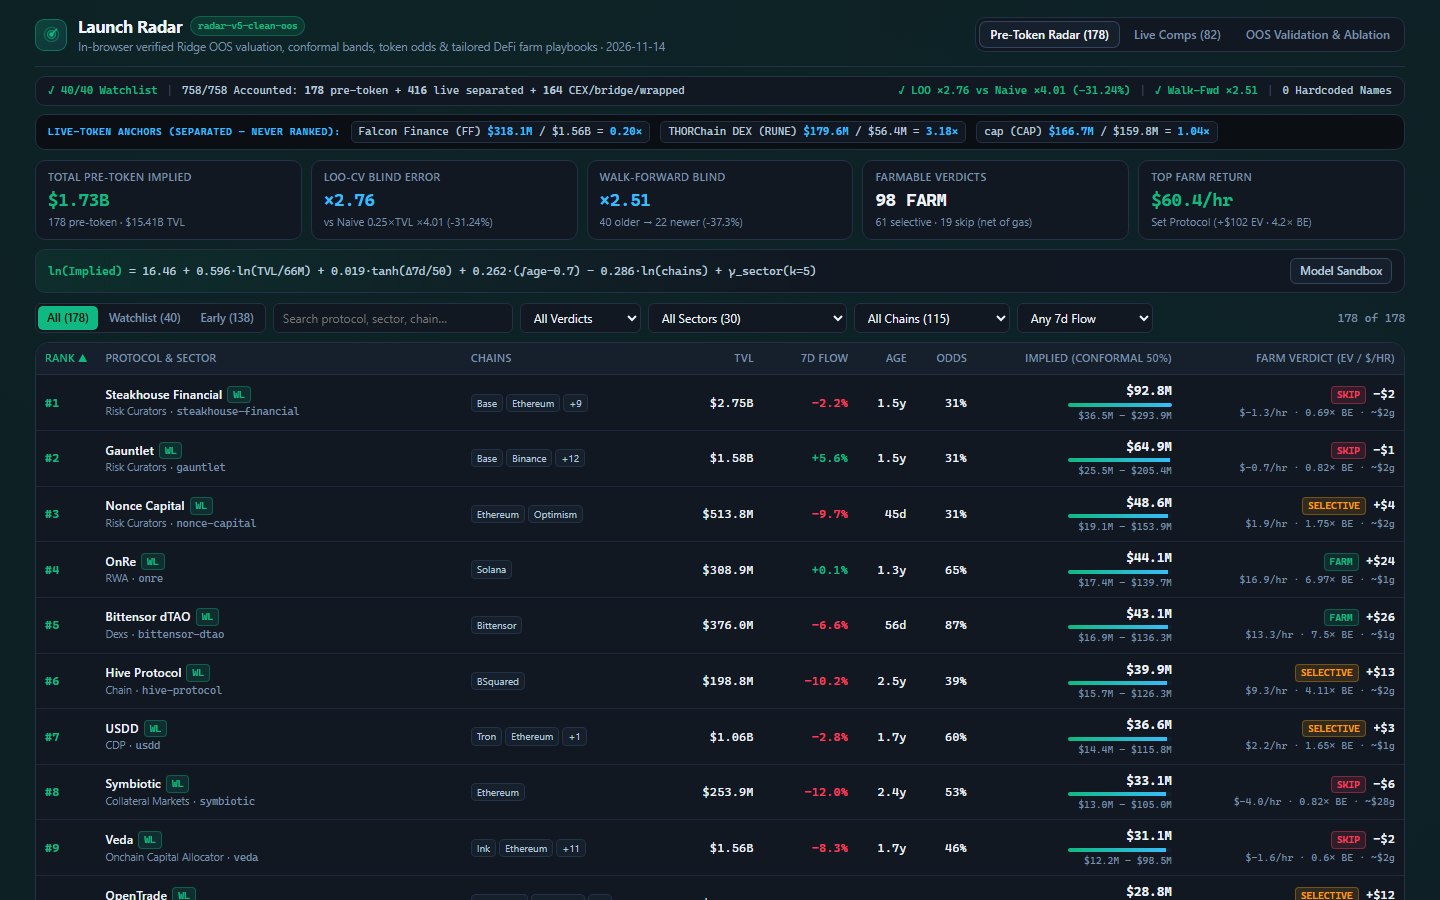 Launch Radar radar-v5-clean-oos
In-browser verified Ridge OOS valuation, conformal bands, token odds & tailored DeFi farm playbooks · 2026-11-14
Pre-Token Radar (178) Live Comps (82) OOS Validation & Ablation
✓ 40/40 Watchlist | 758/758 Accounted: 178 pre-token + 416 live separated + 164 CEX/bridge/wrapped
✓ LOO ×2.76 vs Naive ×4.01 (−31.24%) | ✓ Walk-Fwd ×2.51 | 0 Hardcoded Names
LIVE-TOKEN ANCHORS (SEPARATED — NEVER RANKED): Falcon Finance (FF) $318.1M / $1.56B = 0.20× THORChain DEX (RUNE) $179.6M / $56.4M = 3.18× cap (CAP) $166.7M / $159.8M = 1.04×
TOTAL PRE-TOKEN IMPLIED
$1.73B
178 pre-token · $15.41B TVL
LOO-CV BLIND ERROR
×2.76
vs Naive 0.25×TVL ×4.01 (-31.24%)
WALK-FORWARD BLIND
×2.51
40 older → 22 newer (-37.3%)
FARMABLE VERDICTS
98 FARM
61 selective · 19 skip (net of gas)
TOP FARM RETURN
$60.4/hr
Set Protocol (+$102 EV · 4.2× BE)
ln(Implied) = 16.46 + 0.596·ln(TVL/66M) + 0.019·tanh(Δ7d/50) + 0.262·(√age−0.7) − 0.286·ln(chains) + γ_sector(k=5)
Model Sandbox
All (178) Watchlist (40) Early (138) Search protocol, sector, chain... All Verdicts All Sectors (30) All Chains (115) Any 7d Flow 178 of 178
RANK ▲ PROTOCOL & SECTOR CHAINS TVL 7D FLOW AGE ODDS IMPLIED (CONFORMAL 50%) FARM VERDICT (EV / $/HR)
#1 Steakhouse Financial WL Base Ethereum +9 $2.75B −2.2% 1.5y 31% $92.8M SKIP −$2
Risk Curators · steakhouse-financial $36.5M — $293.9M $−1.3/hr · 0.69× BE · ~$2g
#2 Gauntlet WL Base Binance +12 $1.58B +5.6% 1.5y 31% $64.9M SKIP −$1
Risk Curators · gauntlet $25.5M — $205.4M $−0.7/hr · 0.82× BE · ~$2g
#3 Nonce Capital WL Ethereum Optimism $513.8M −9.7% 45d 31% $48.6M SELECTIVE +$4
Risk Curators · nonce-capital $19.1M — $153.9M $1.9/hr · 1.75× BE · ~$2g
#4 OnRe WL Solana $308.9M +0.1% 1.3y 65% $44.1M FARM +$24
RWA · onre $17.4M — $139.7M $16.9/hr · 6.97× BE · ~$1g
#5 Bittensor dTAO WL Bittensor $376.0M −6.6% 56d 87% $43.1M FARM +$26
Dexs · bittensor-dtao $16.9M — $136.3M $13.3/hr · 7.5× BE · ~$1g
#6 Hive Protocol WL BSquared $198.8M −10.2% 2.5y 39% $39.9M SELECTIVE +$13
Chain · hive-protocol $15.7M — $126.3M $9.3/hr · 4.11× BE · ~$2g
#7 USDD WL Tron Ethereum +1 $1.06B −2.8% 1.7y 60% $36.6M SELECTIVE +$3
CDP · usdd $14.4M — $115.8M $2.2/hr · 1.65× BE · ~$1g
#8 Symbiotic WL Ethereum $253.9M −12.0% 2.4y 53% $33.1M SKIP −$6
Collateral Markets · symbiotic $13.0M — $105.0M $−4.0/hr · 0.82× BE · ~$28g
#9 Veda WL Ink Ethereum +11 $1.56B −8.3% 1.7y 46% $31.1M SKIP −$2
Onchain Capital Allocator · veda $12.2M — $98.5M $−1.6/hr · 0.6× BE · ~$2g
OpenTrade WL $28.8M SELECTIVE +$12